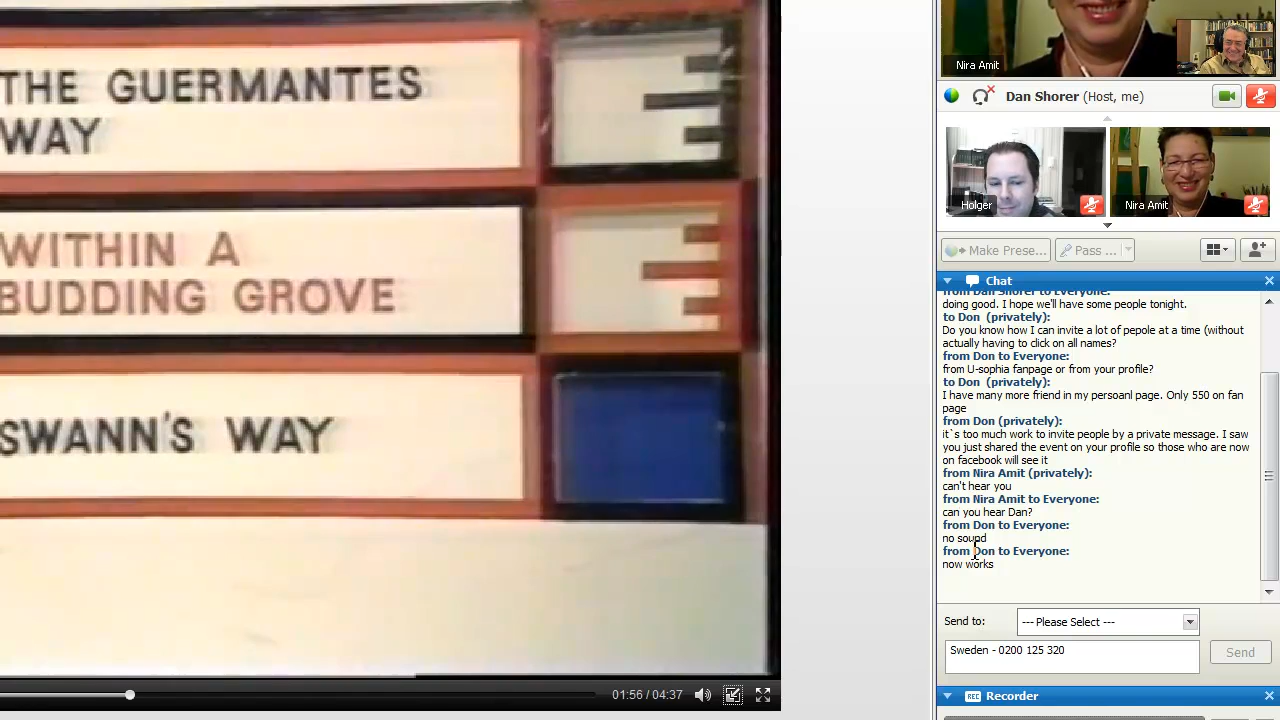 THE GUERMANTES
WAY
WITHIN A
BUDDING GROVE
SWANN'S WAY
01:56 / 04:37
Nira Amit
Dan Shorer (Host, me)
Holger
Nira Amit
Make Prese...
Pass ...
Chat
to Everyone:
doing good. I hope we'll have some people tonight.
to Don (privately):
Do you know how I can invite a lot of pepole at a time (without
actually having to click on all names?
from Don to Everyone:
from U-sophia fanpage or from your profile?
to Don (privately):
I have many more friend in my persoanl page. Only 550 on fan
page
from Don (privately):
it`s too much work to invite people by a private message. I saw
you just shared the event on your profile so those who are now
on facebook will see it
from Nira Amit (privately):
can't hear you
from Nira Amit to Everyone:
can you hear Dan?
from Don to Everyone:
no sound
from Don to Everyone:
now works
Send to:
--- Please Select ---
Sweden - 0200 125 320
Send
REC
Recorder